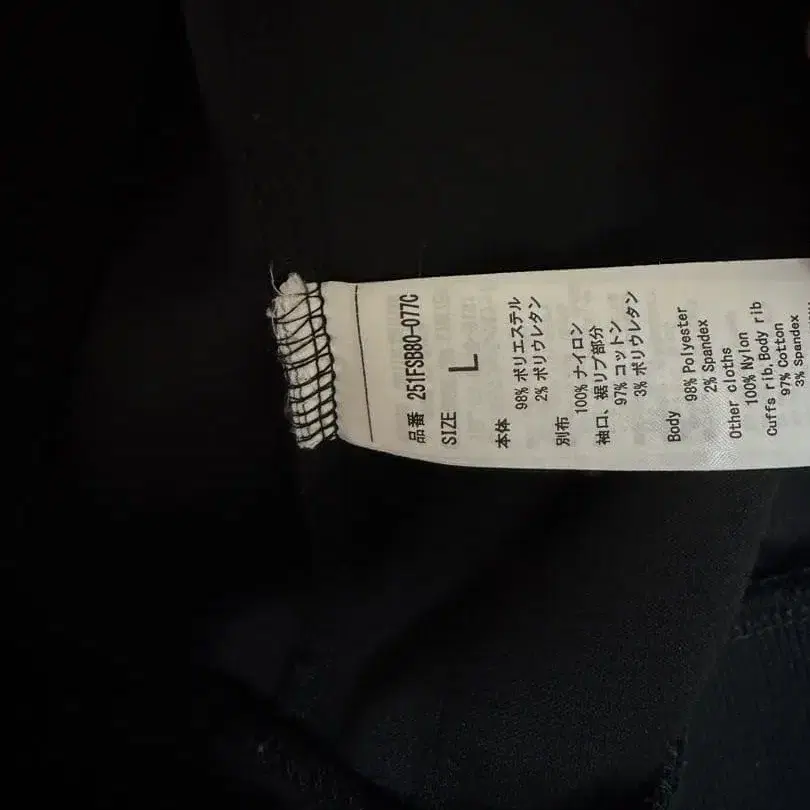 品番 251FSB80-077C
SIZE
L
本体
98% ポリエステル
2% ポリウレタン
別布
100% ナイロン
袖口、裾リブ部分
97% コットン
3% ポリウレタン
Body
98% Polyester
2% Spandex
Other cloths
100% Nylon
Cuffs rib,Body rib
97% Cotton
3% Spandex